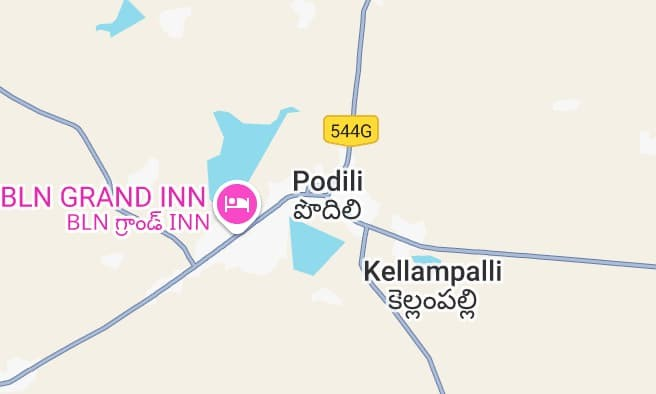 544G
Podili
పొదిలి
BLN GRAND INN
BLN గ్రాండ్ INN
Kellampalli
కెల్లంపల్లి